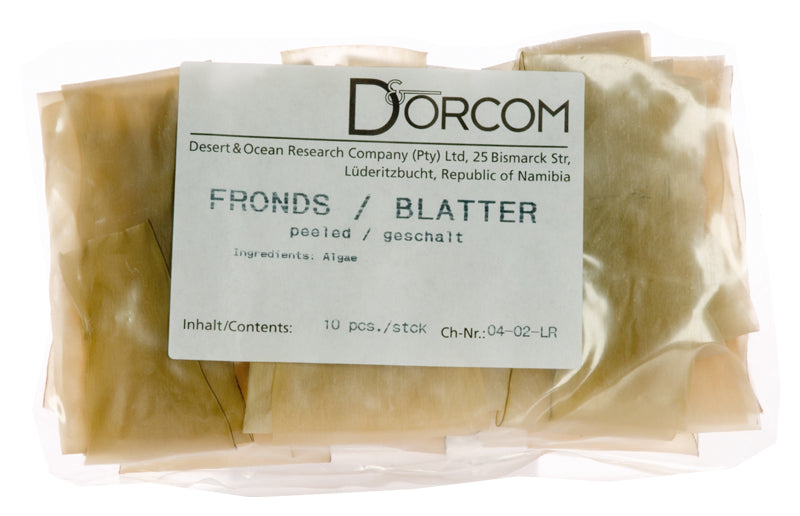 D&ORCOM
Desert & Ocean Research Company (Pty) Ltd, 25 Bismarck Str,
Lüderitzbucht, Republic of Namibia
FRONDS / BLATTER
peeled / geschalt
Ingredients: Algae
Inhalt/Contents: 10 pcs./stck Ch-Nr.: 04-02-LR